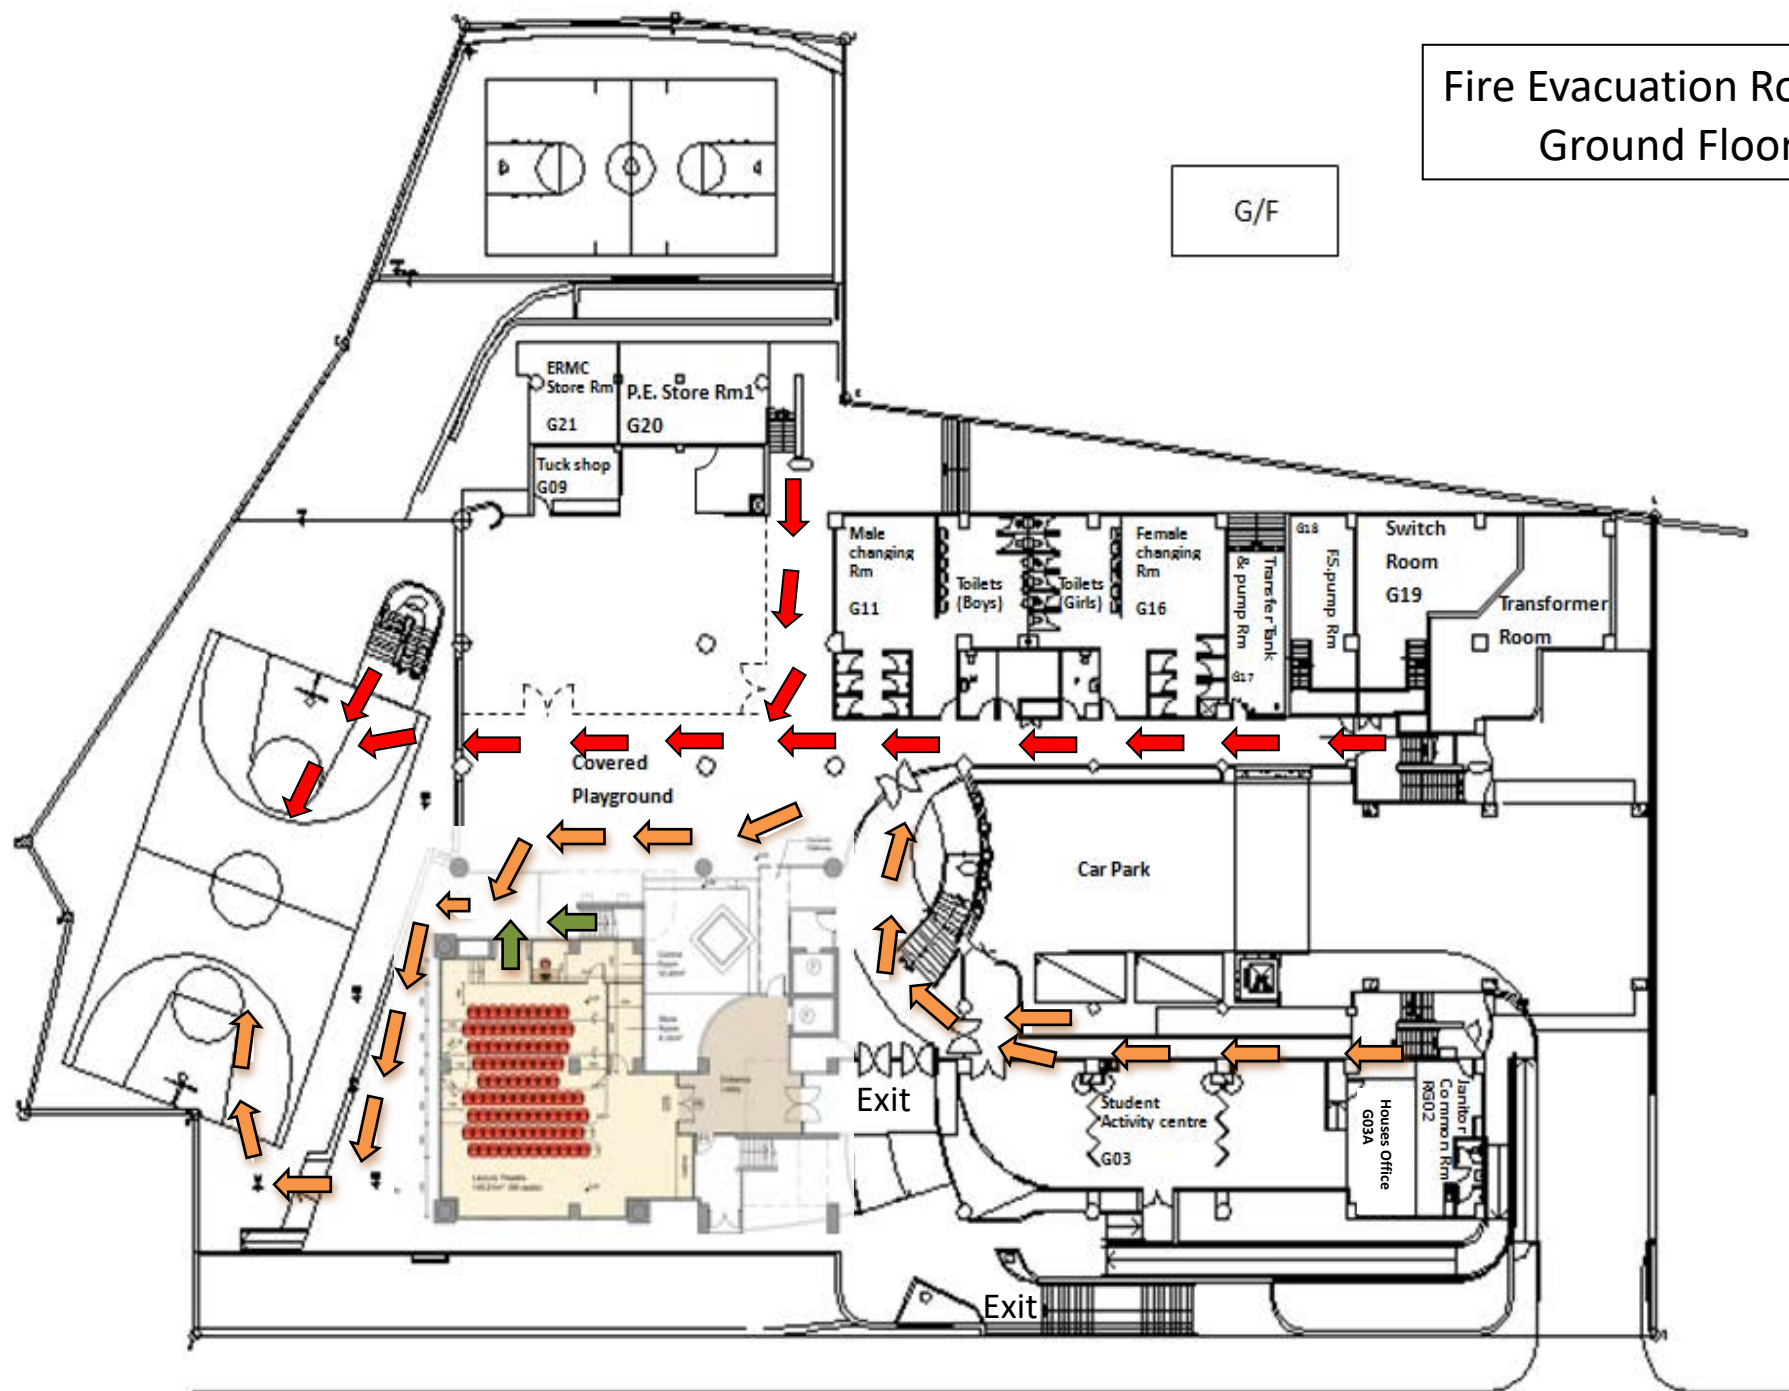 Fire Evacuation Ro
Ground Floor
G/F
ERMC
Store Rm
G21
P.E. Store Rm1
G20
Tuck shop
G09
Male
changing
Rm
G11
Toilets
(Boys)
Toilets
(Girls)
Female
changing
Rm
G16
Transfer Tank
& pump Rm
G17
G18
FS.pump Rm
Switch
Room
G19
Transformer
Room
Covered
Playground
Car Park
Exit
Student
Activity centre
G03
Houses Office
G03A
Janitor
Common Rm
RG02
Exit